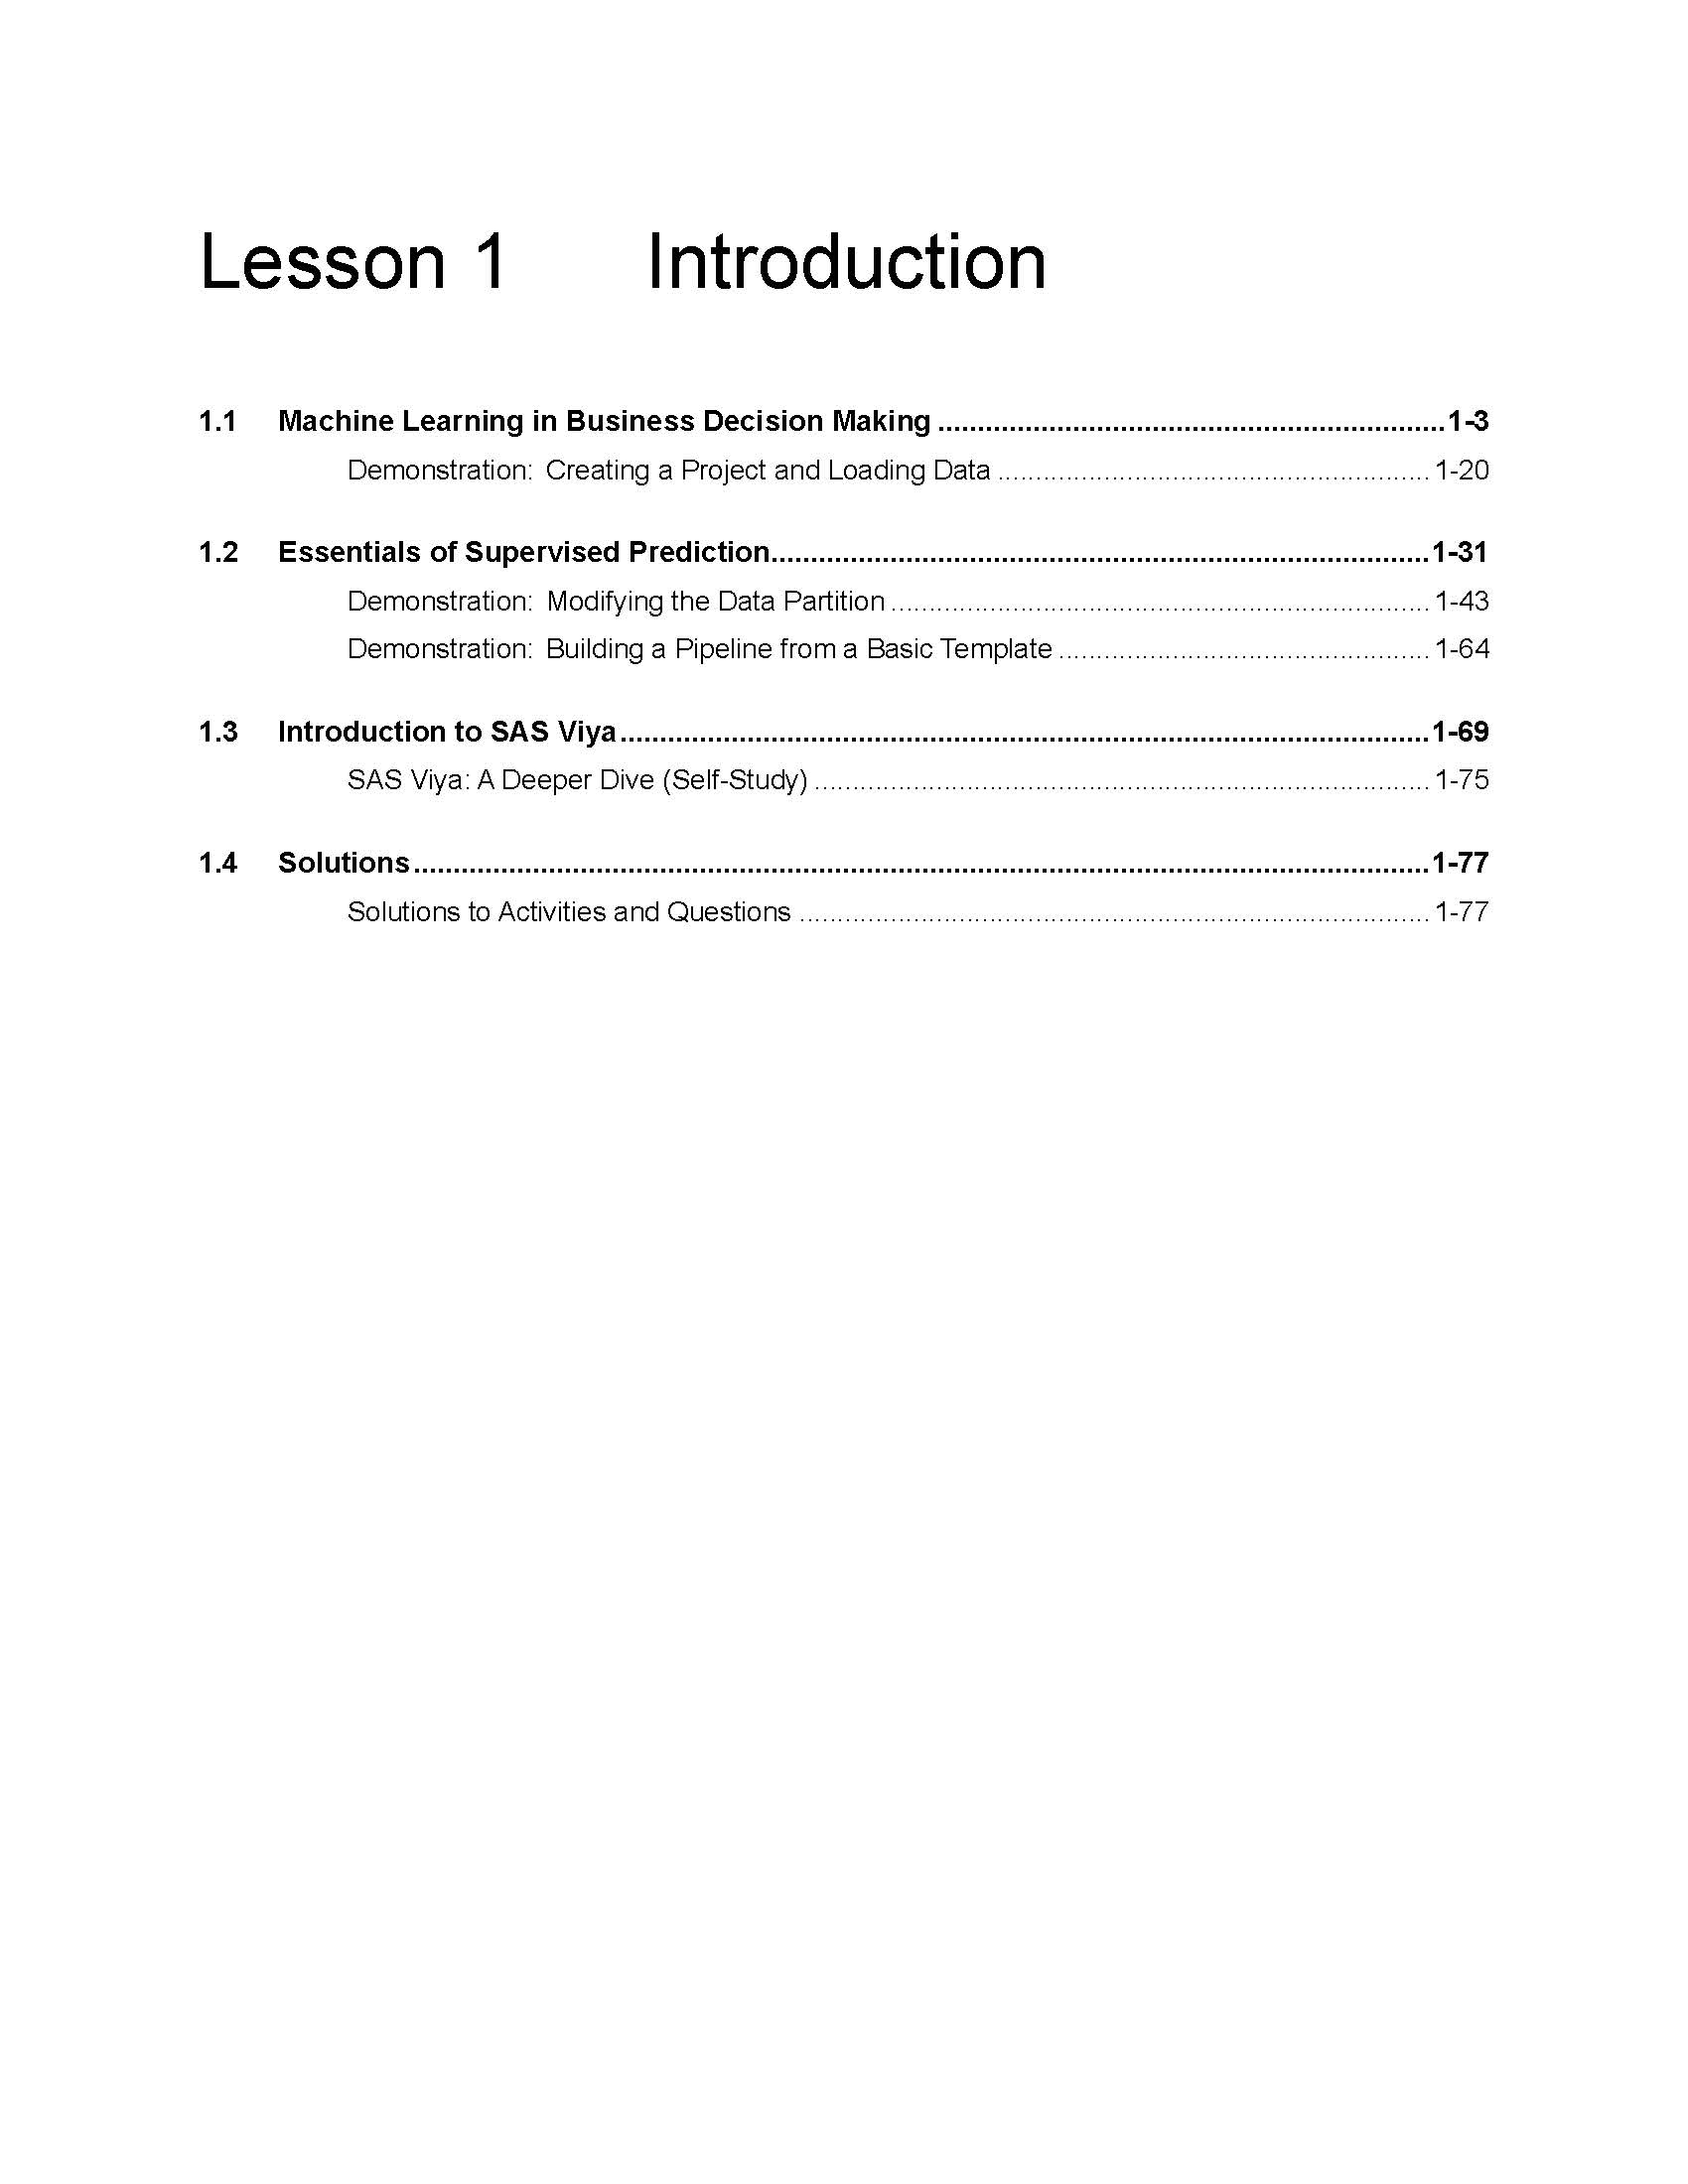 Lesson 1 Introduction
1.1 Machine Learning in Business Decision Making ................................................................ 1-3
Demonstration: Creating a Project and Loading Data ......................................................... 1-20
1.2 Essentials of Supervised Prediction................................................................................... 1-31
Demonstration: Modifying the Data Partition ....................................................................... 1-43
Demonstration: Building a Pipeline from a Basic Template ................................................. 1-64
1.3 Introduction to SAS Viya...................................................................................................... 1-69
SAS Viya: A Deeper Dive (Self-Study) ................................................................................. 1-75
1.4 Solutions ................................................................................................................................ 1-77
Solutions to Activities and Questions ................................................................................... 1-77